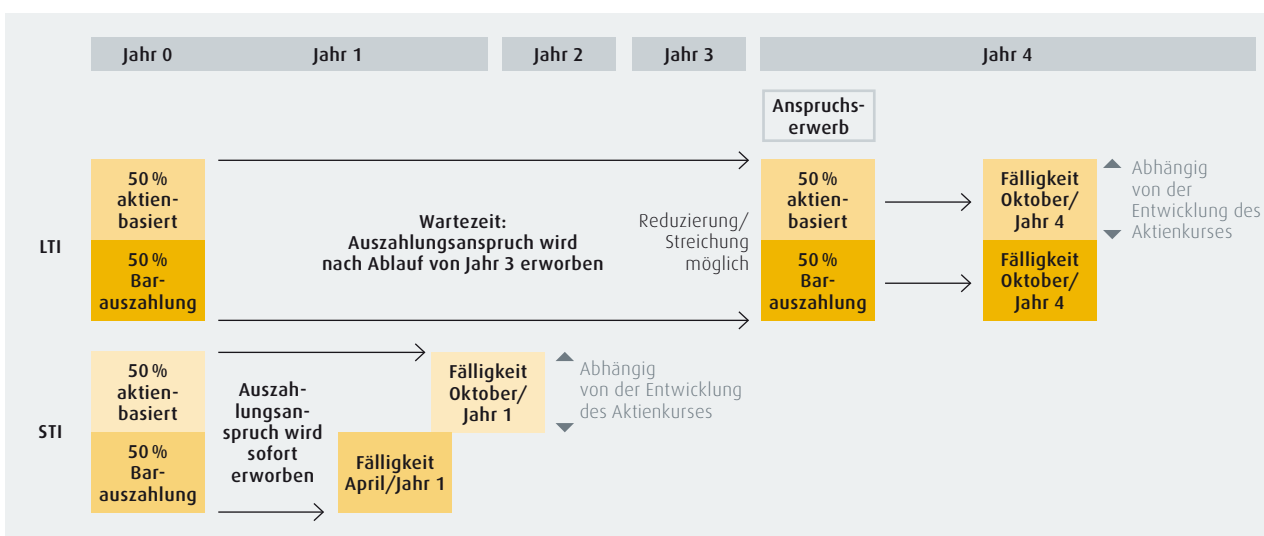 Jahr 0
Jahr 1
Jahr 2
Jahr 3
Jahr 4
Anspruchs-
erwerb
LTI
50 %
aktien-
basiert
50 %
Bar-
auszahlung
Wartezeit:
Auszahlungsanspruch wird
nach Ablauf von Jahr 3 erworben
Reduzierung/
Streichung
möglich
50 %
aktien-
basiert
50 %
Bar-
auszahlung
Fälligkeit
Oktober/
Jahr 4
Fälligkeit
Oktober/
Jahr 4
Abhängig
von der
Entwicklung des
Aktienkurses
STI
50 %
aktien-
basiert
50 %
Bar-
auszahlung
Auszah-
lungsan-
spruch wird
sofort
erworben
Fälligkeit
Oktober/
Jahr 1
Abhängig
von der Entwicklung
des Aktienkurses
Fälligkeit
April/Jahr 1